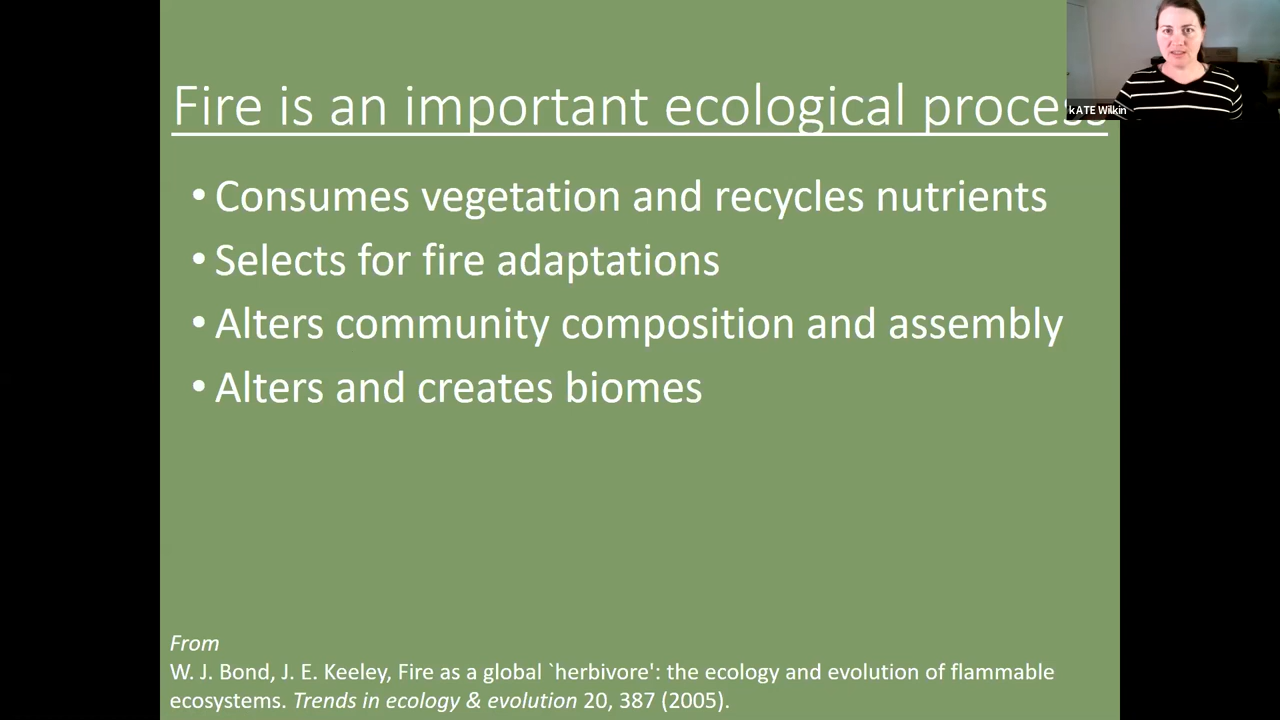 Fire is an important ecological process
kATE Wilkin
• Consumes vegetation and recycles nutrients
• Selects for fire adaptations
• Alters community composition and assembly
• Alters and creates biomes
From
W. J. Bond, J. E. Keeley, Fire as a global `herbivore': the ecology and evolution of flammable
ecosystems. Trends in ecology & evolution 20, 387 (2005).